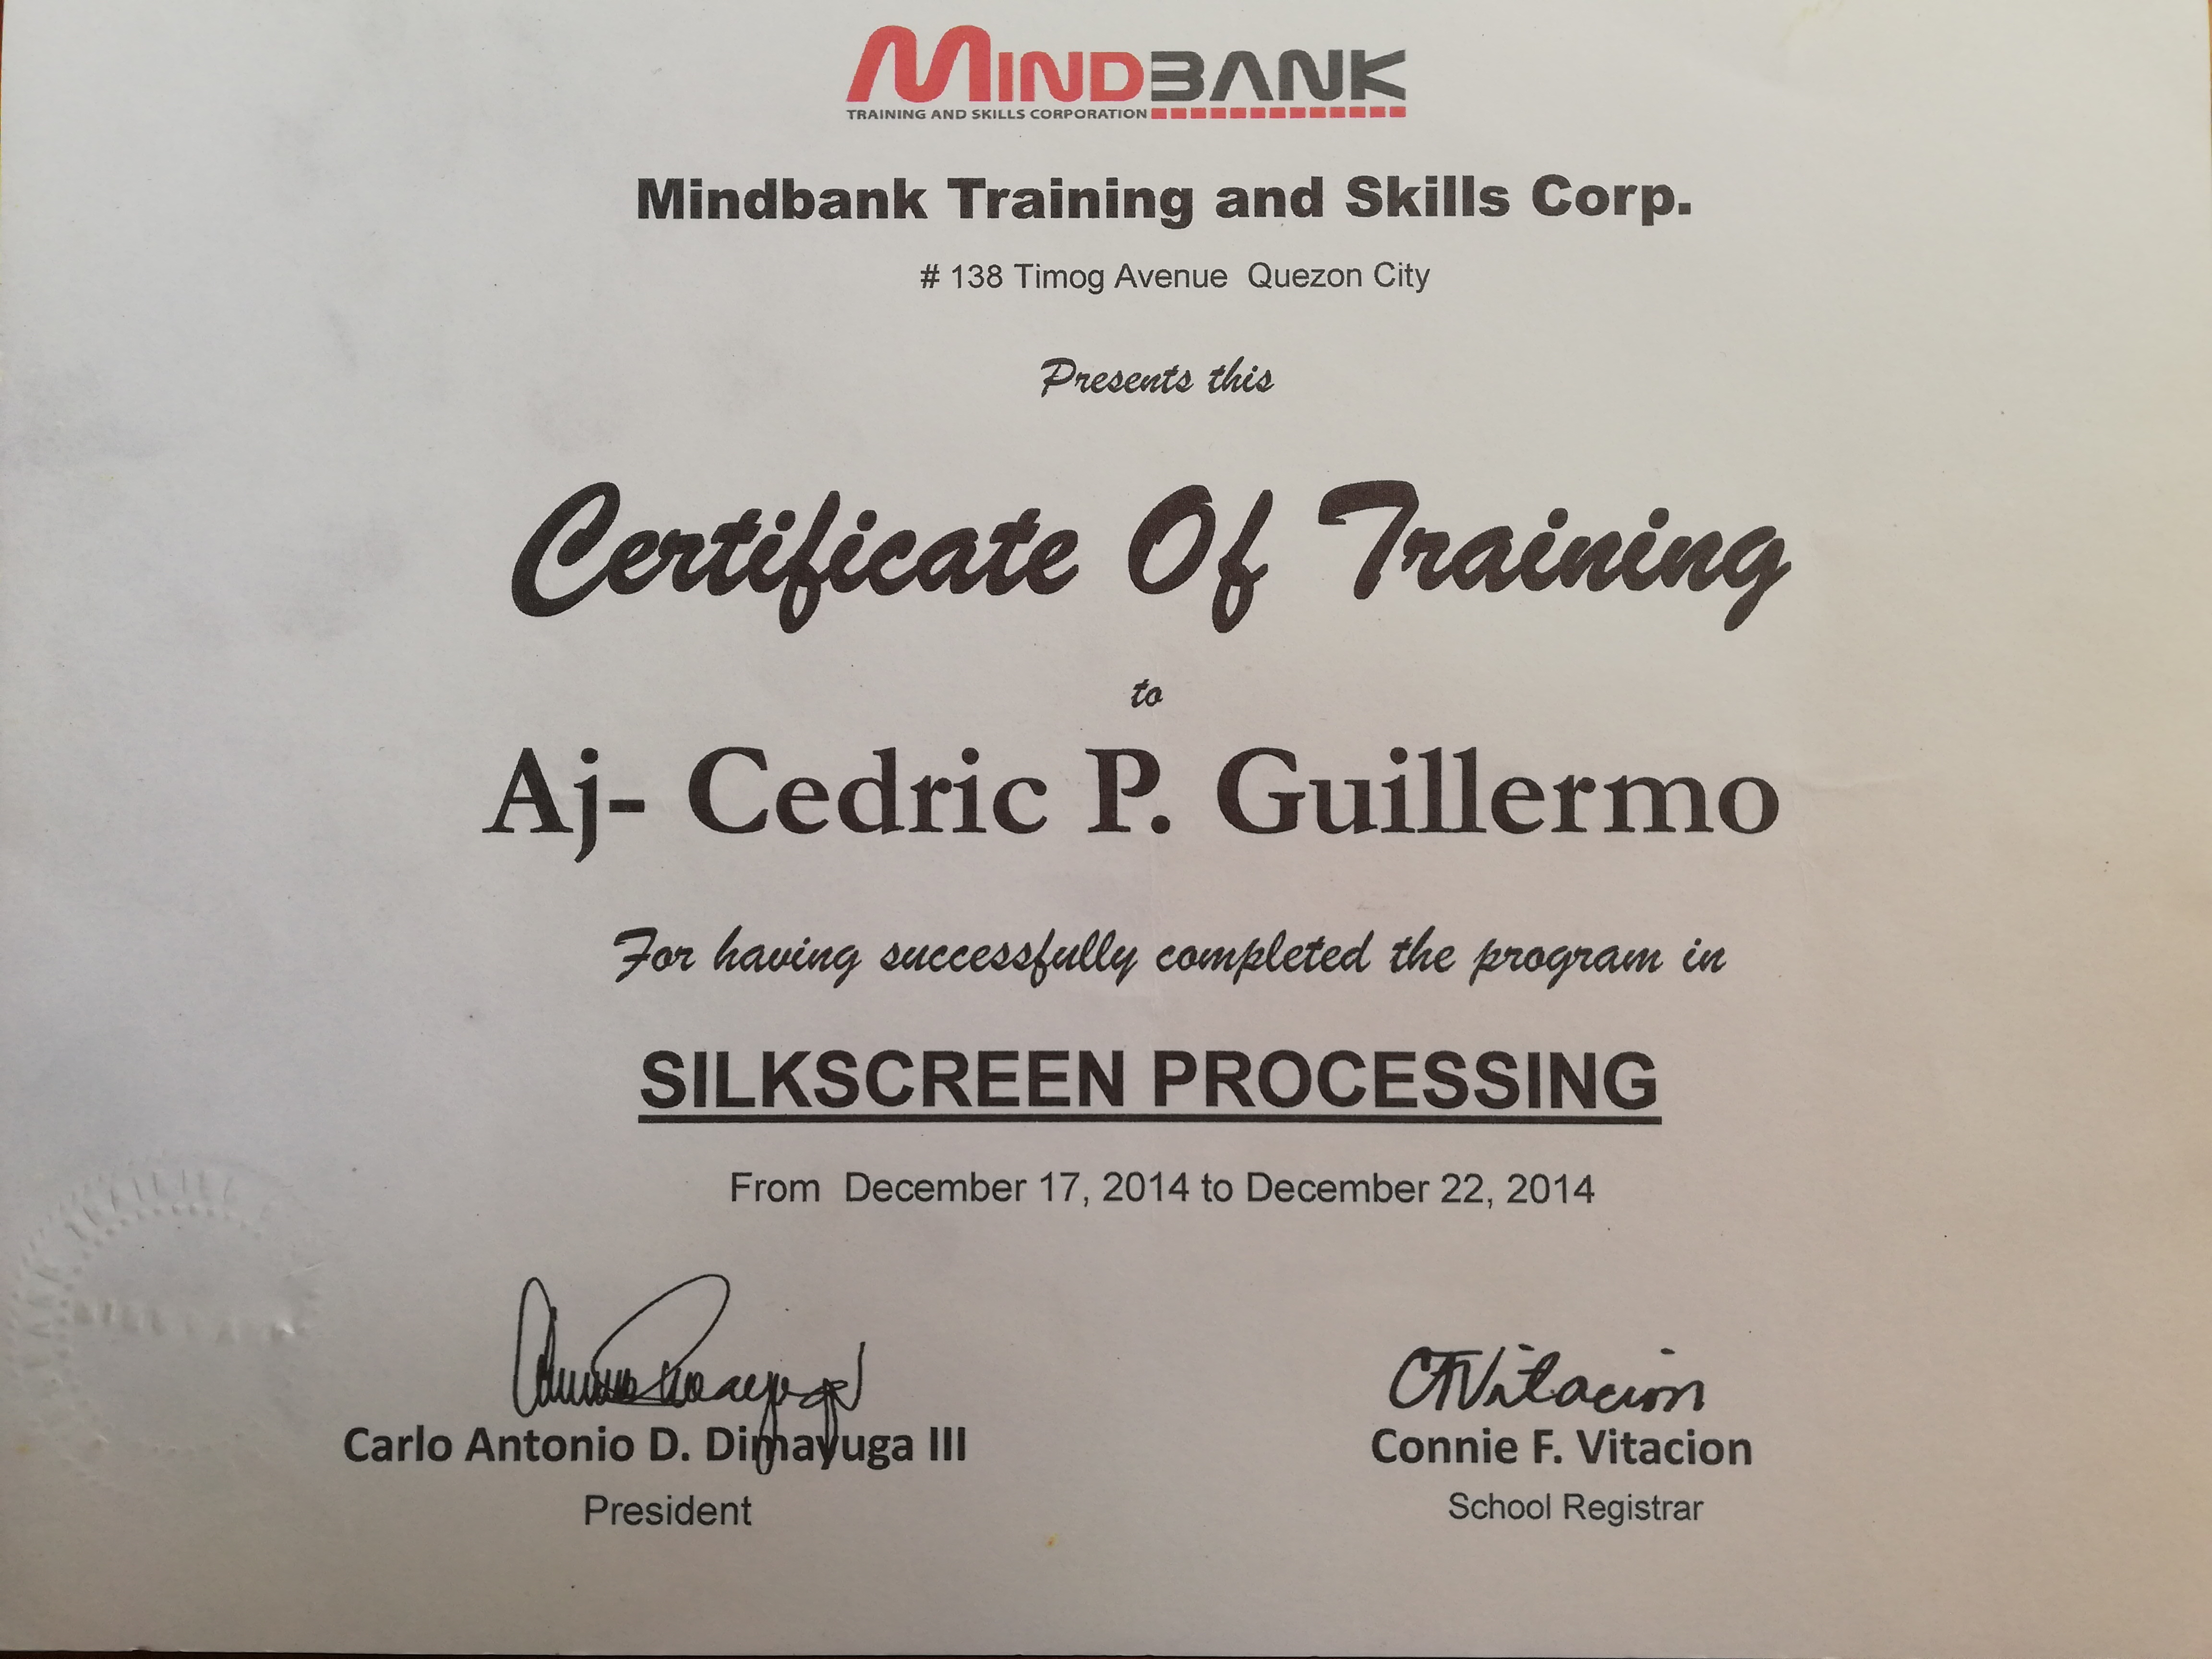 MINDBANK
TRAINING AND SKILLS CORPORATION
Mindbank Training and Skills Corp.
# 138 Timog Avenue Quezon City
Presents this
Certificate Of Training
to
Aj- Cedric P. Guillermo
For having successfully completed the program in
SILKSCREEN PROCESSING
From December 17, 2014 to December 22, 2014
Carlo Antonio D. Dimayuga III
President
CFVitacion
Connie F. Vitacion
School Registrar